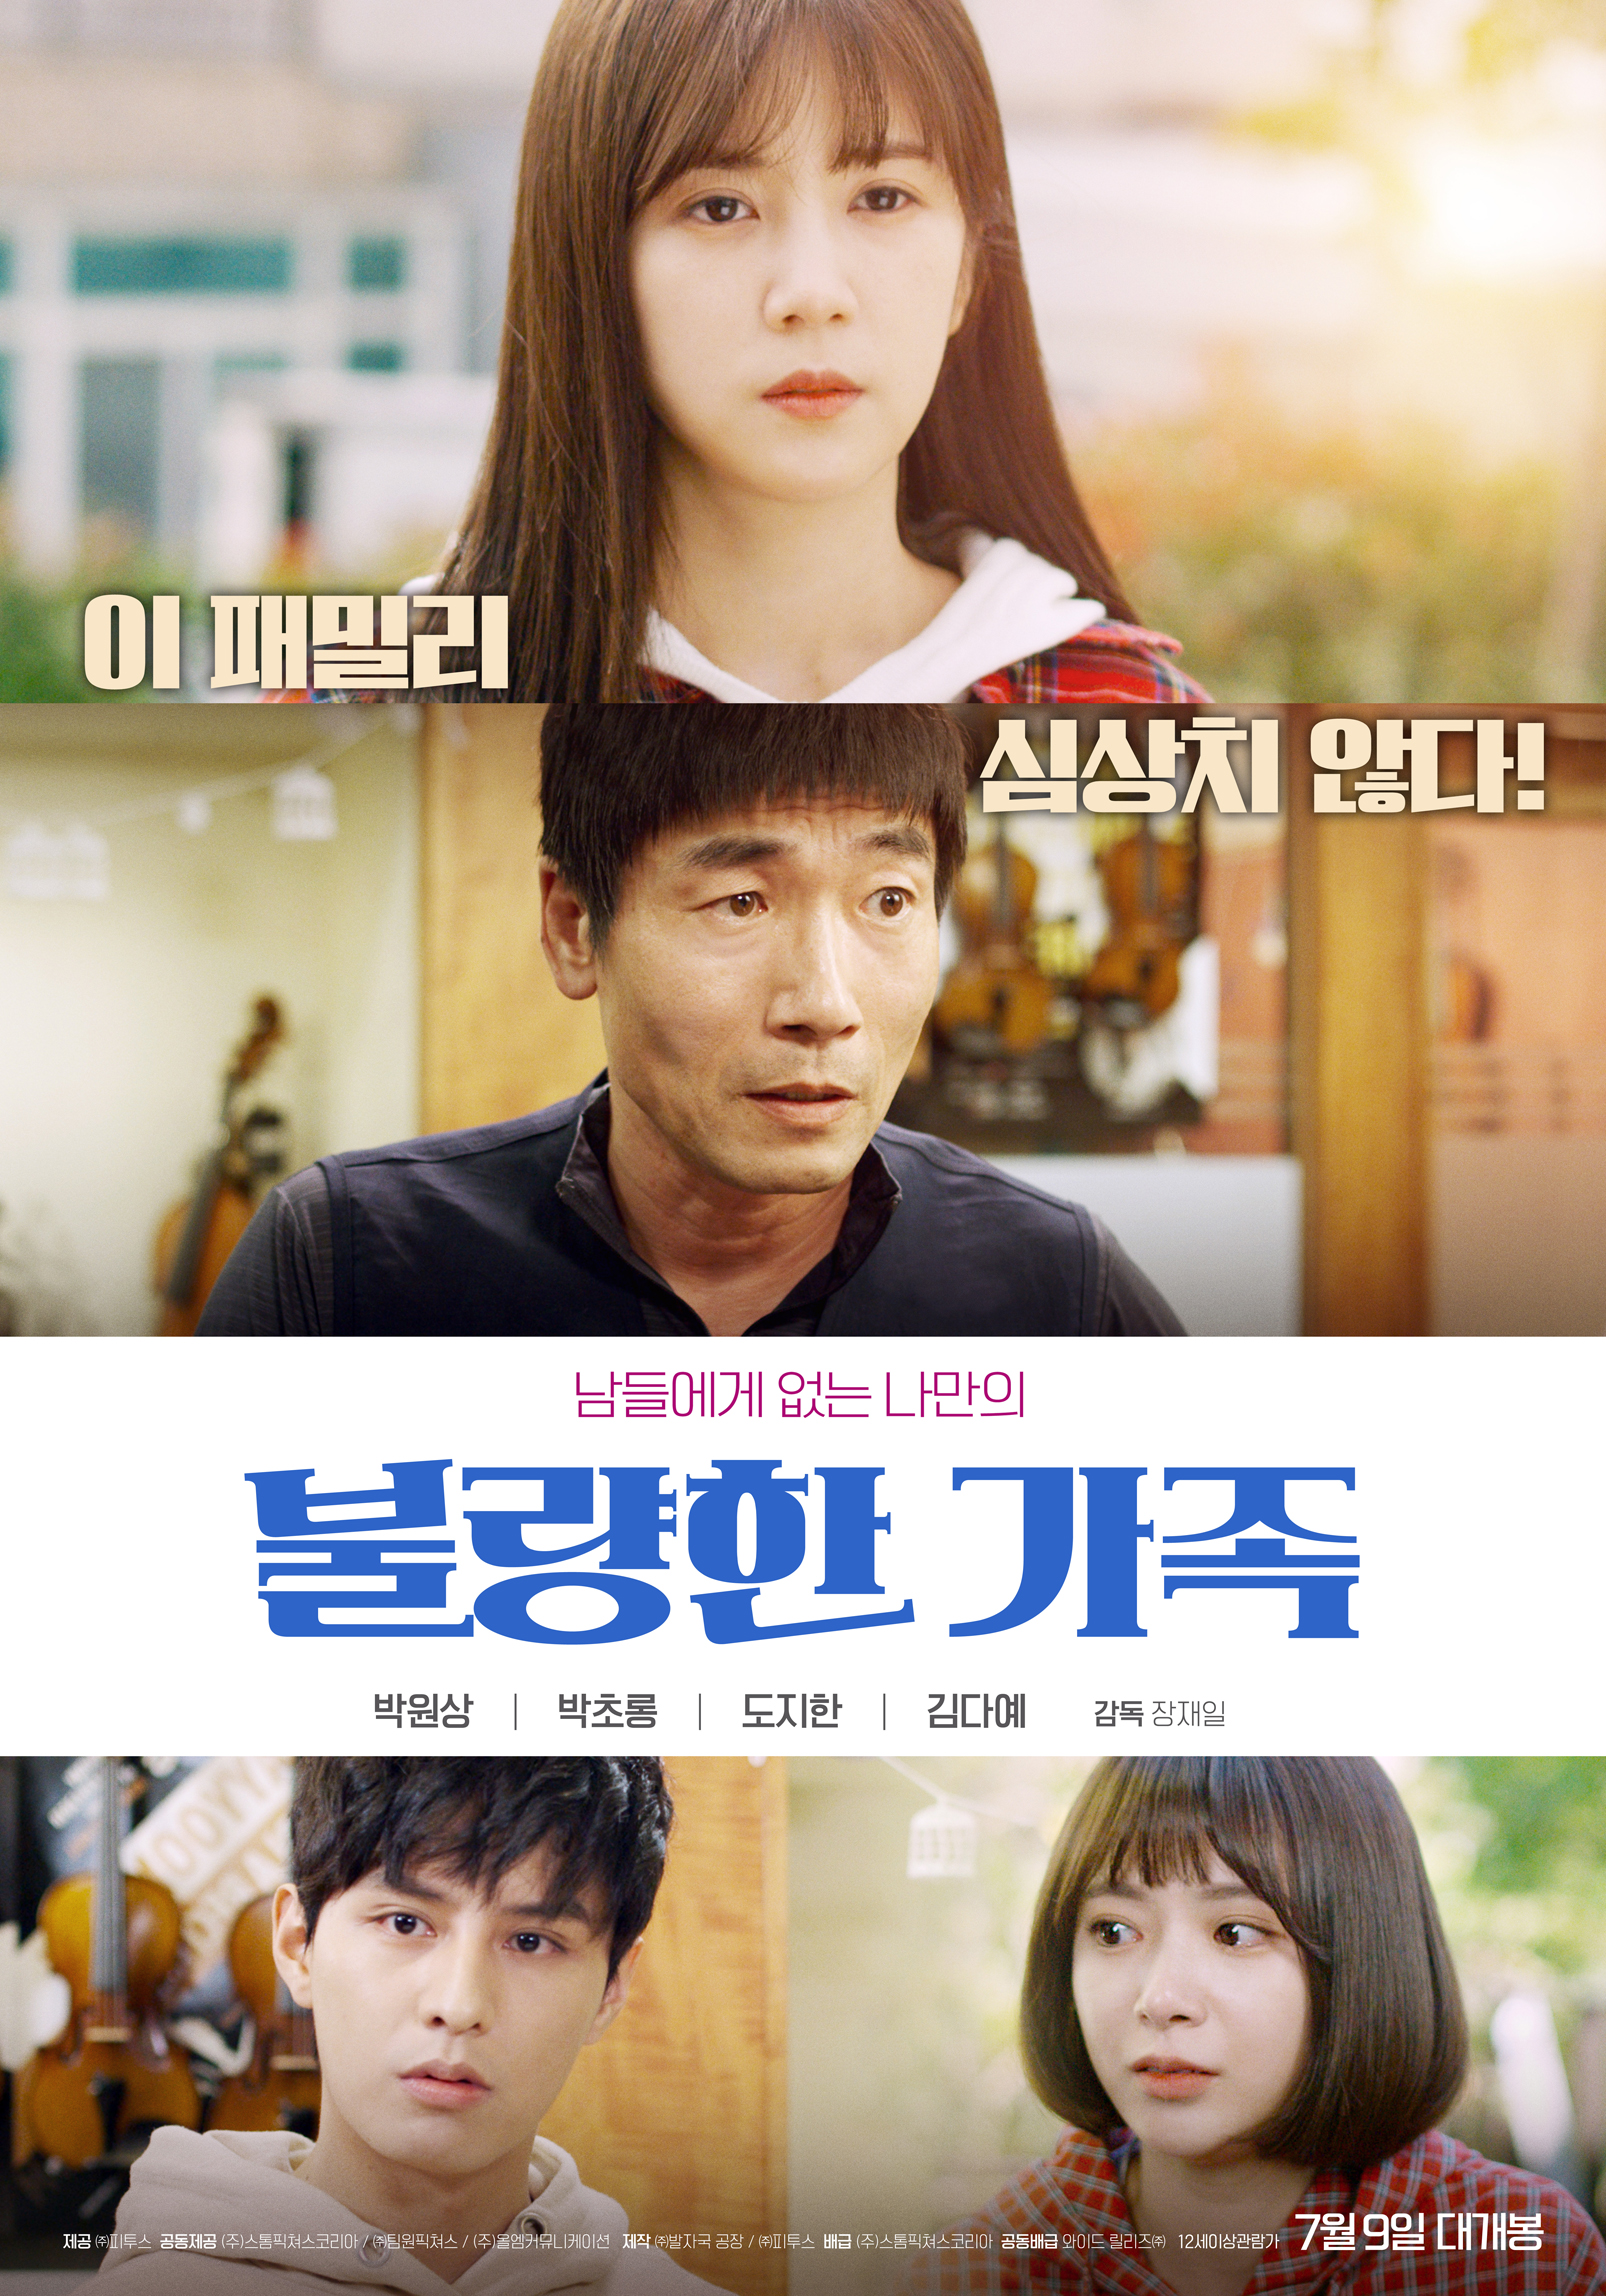 이 패밀리
심상치 않다!
남들에게 없는 나만의
불량한 가족
박원상 | 박초롱 | 도지한 | 김다예 감독 장재일
제공 ㈜피투스 공동제공 (주)스톰픽쳐스코리아 / ㈜팀원픽쳐스 / (주)올엠커뮤니케이션 제작 ㈜발자국 공장 / ㈜피투스 배급 (주)스톰픽쳐스코리아 공동배급 와이드 릴리즈㈜ 12세이상관람가 7월 9일 대개봉